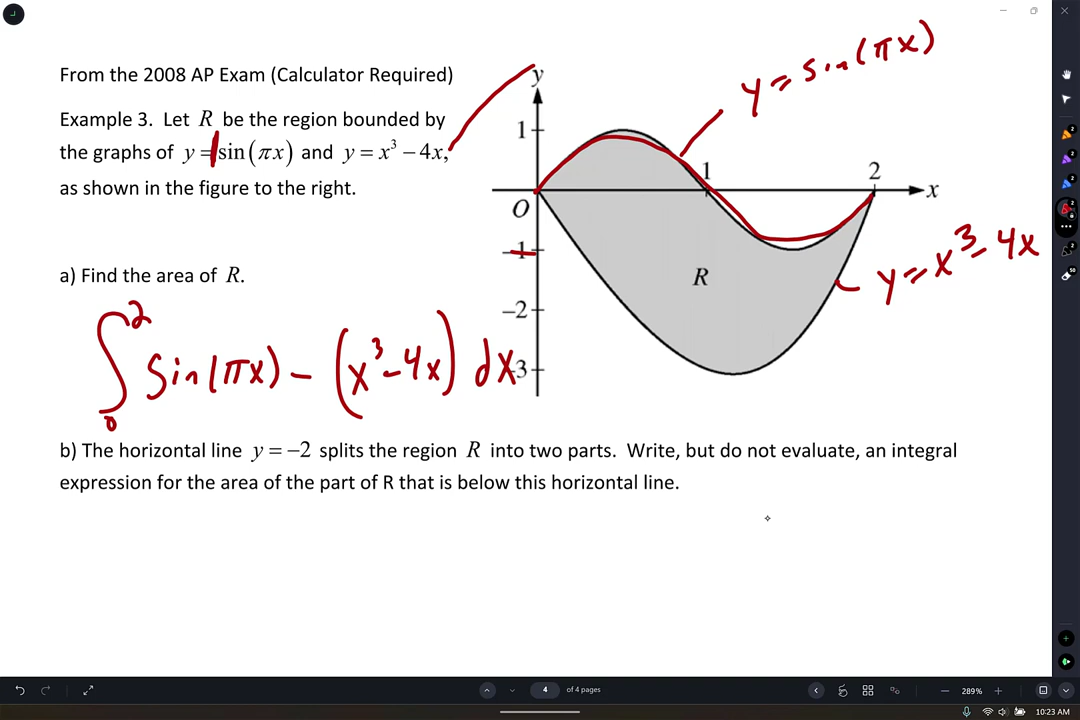 From the 2008 AP Exam (Calculator Required)
Example 3. Let R be the region bounded by
the graphs of y = sin(πx) and y = x³ − 4x,
as shown in the figure to the right.
y
y = sin(πx)
1
1
2
x
O
−1
R
y = x³ − 4x
−2
−3
a) Find the area of R.
∫₀² sin(πx) − (x³ − 4x) dx
b) The horizontal line y = −2 splits the region R into two parts. Write, but do not evaluate, an integral
expression for the area of the part of R that is below this horizontal line.
4 of 4 pages
289%
10:23 AM